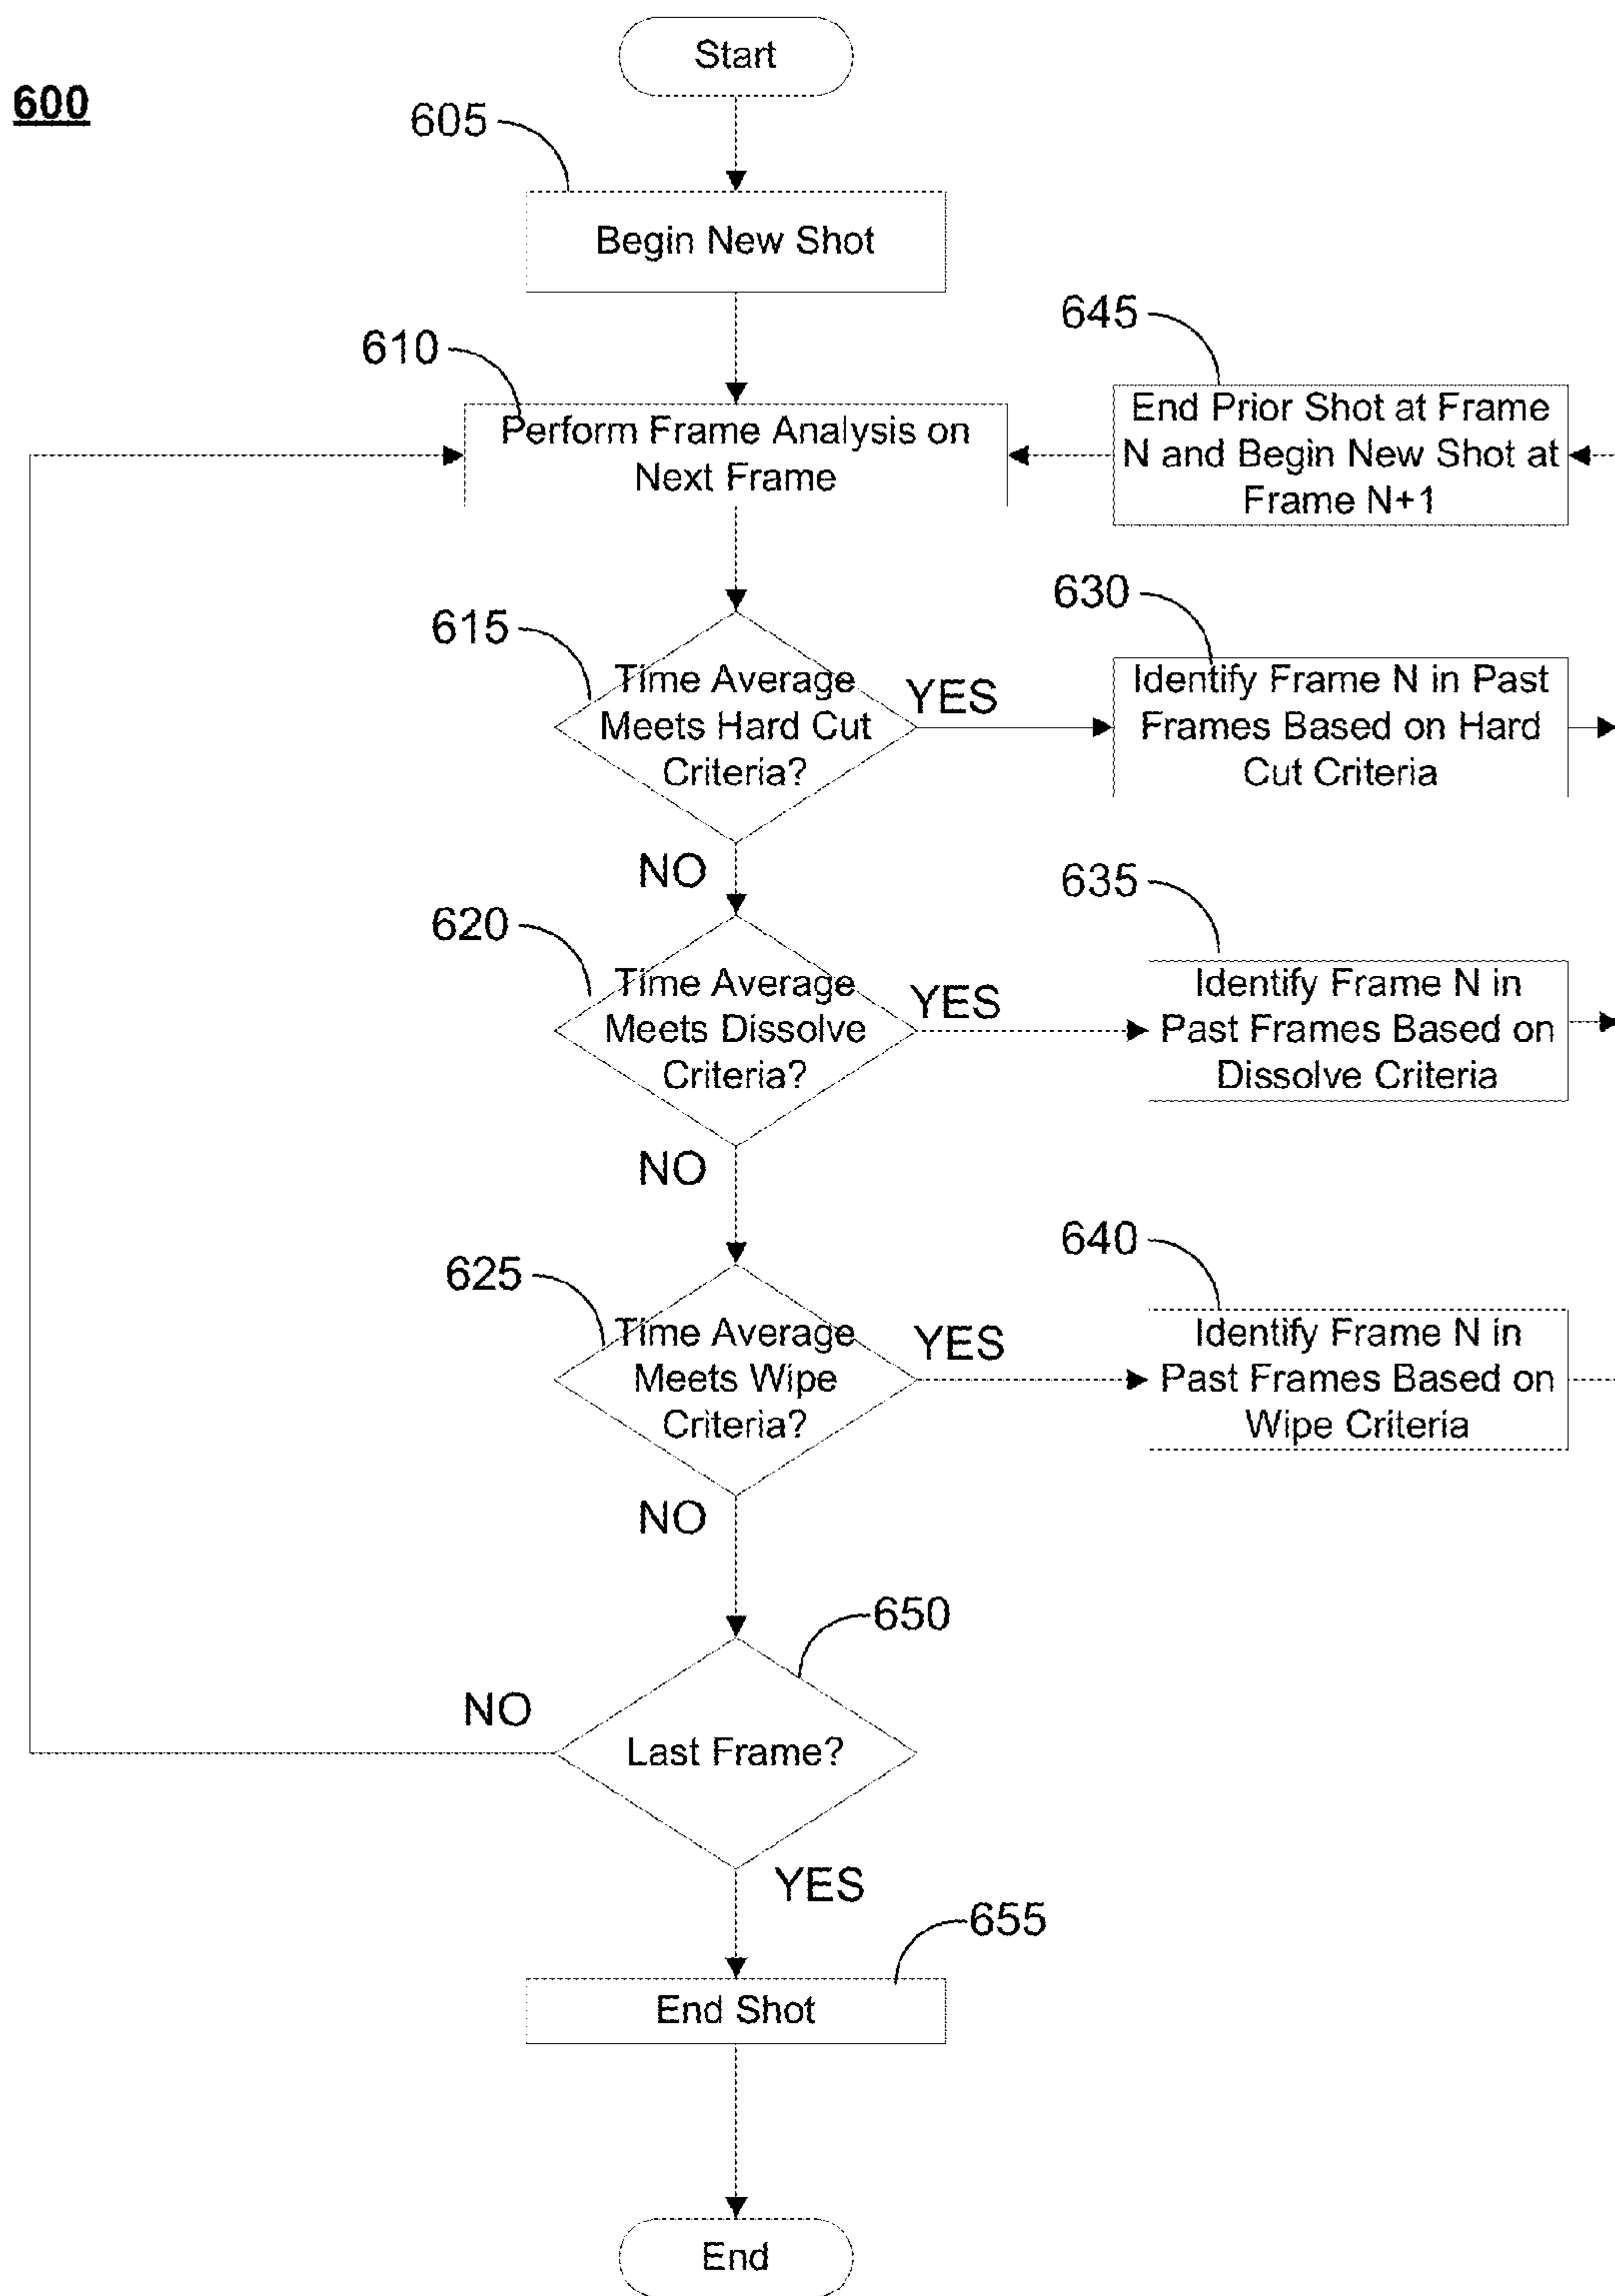 600
Start
605
Begin New Shot
645
610
End Prior Shot at Frame
N and Begin New Shot at
Frame N+1
Perform Frame Analysis on
Next Frame
630
615
Time Average
Meets Hard Cut
Criteria?
YES
Identify Frame N in Past
Frames Based on Hard
Cut Criteria
NO
635
620
Time Average
Meets Dissolve
Criteria?
YES
Identify Frame N in
Past Frames Based on
Dissolve Criteria
NO
640
625
Time Average
Meets Wipe
Criteria?
YES
Identify Frame N in
Past Frames Based on
Wipe Criteria
NO
650
NO
Last Frame?
YES
655
End Shot
End